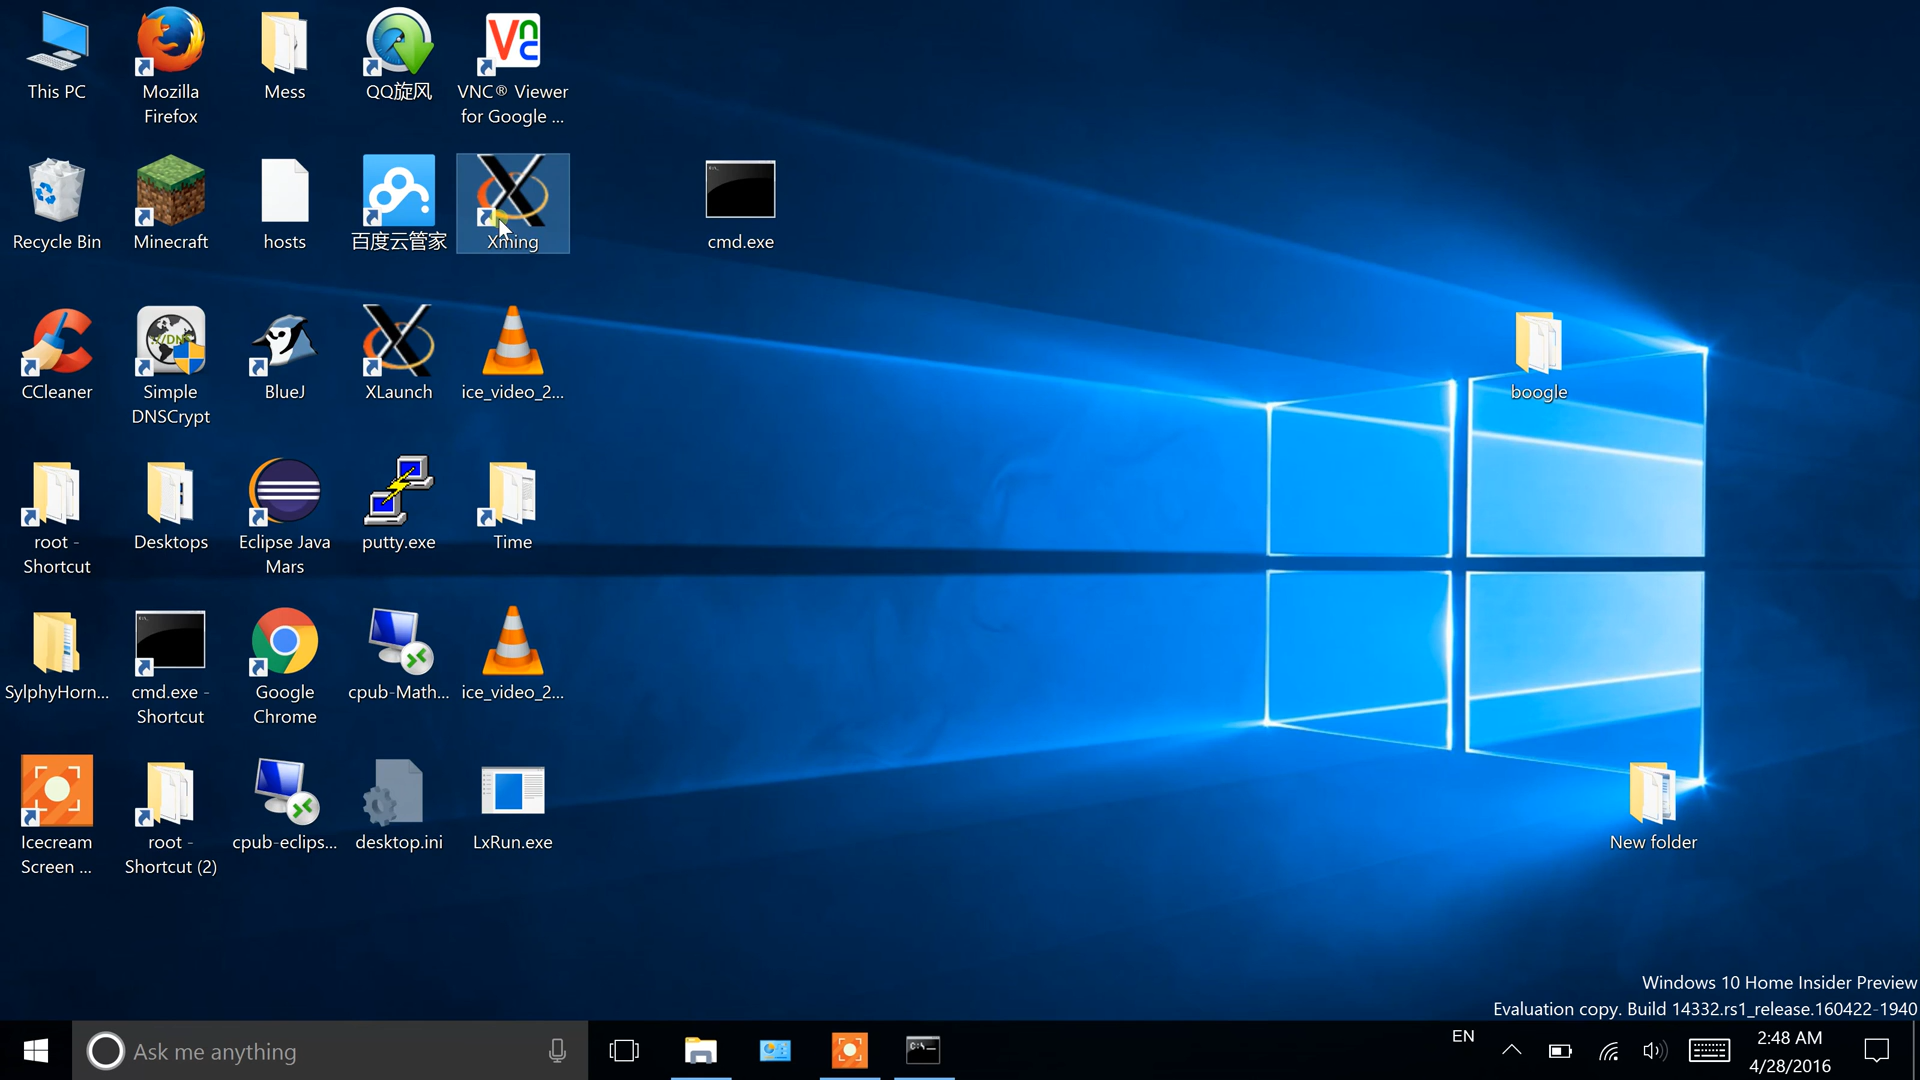 This PC
Mozilla
Firefox
Mess
QQ旋风
VNC® Viewer
for Google ...
Recycle Bin
Minecraft
hosts
百度云管家
Xming
cmd.exe
CCleaner
Simple
DNSCrypt
BlueJ
XLaunch
ice_video_2...
boogle
root -
Shortcut
Desktops
Eclipse Java
Mars
putty.exe
Time
SylphyHorn...
cmd.exe -
Shortcut
Google
Chrome
cpub-Math...
ice_video_2...
Icecream
Screen ...
root -
Shortcut (2)
cpub-eclips...
desktop.ini
LxRun.exe
New folder
Windows 10 Home Insider Preview
Evaluation copy. Build 14332.rs1_release.160422-1940
Ask me anything
EN
2:48 AM
4/28/2016